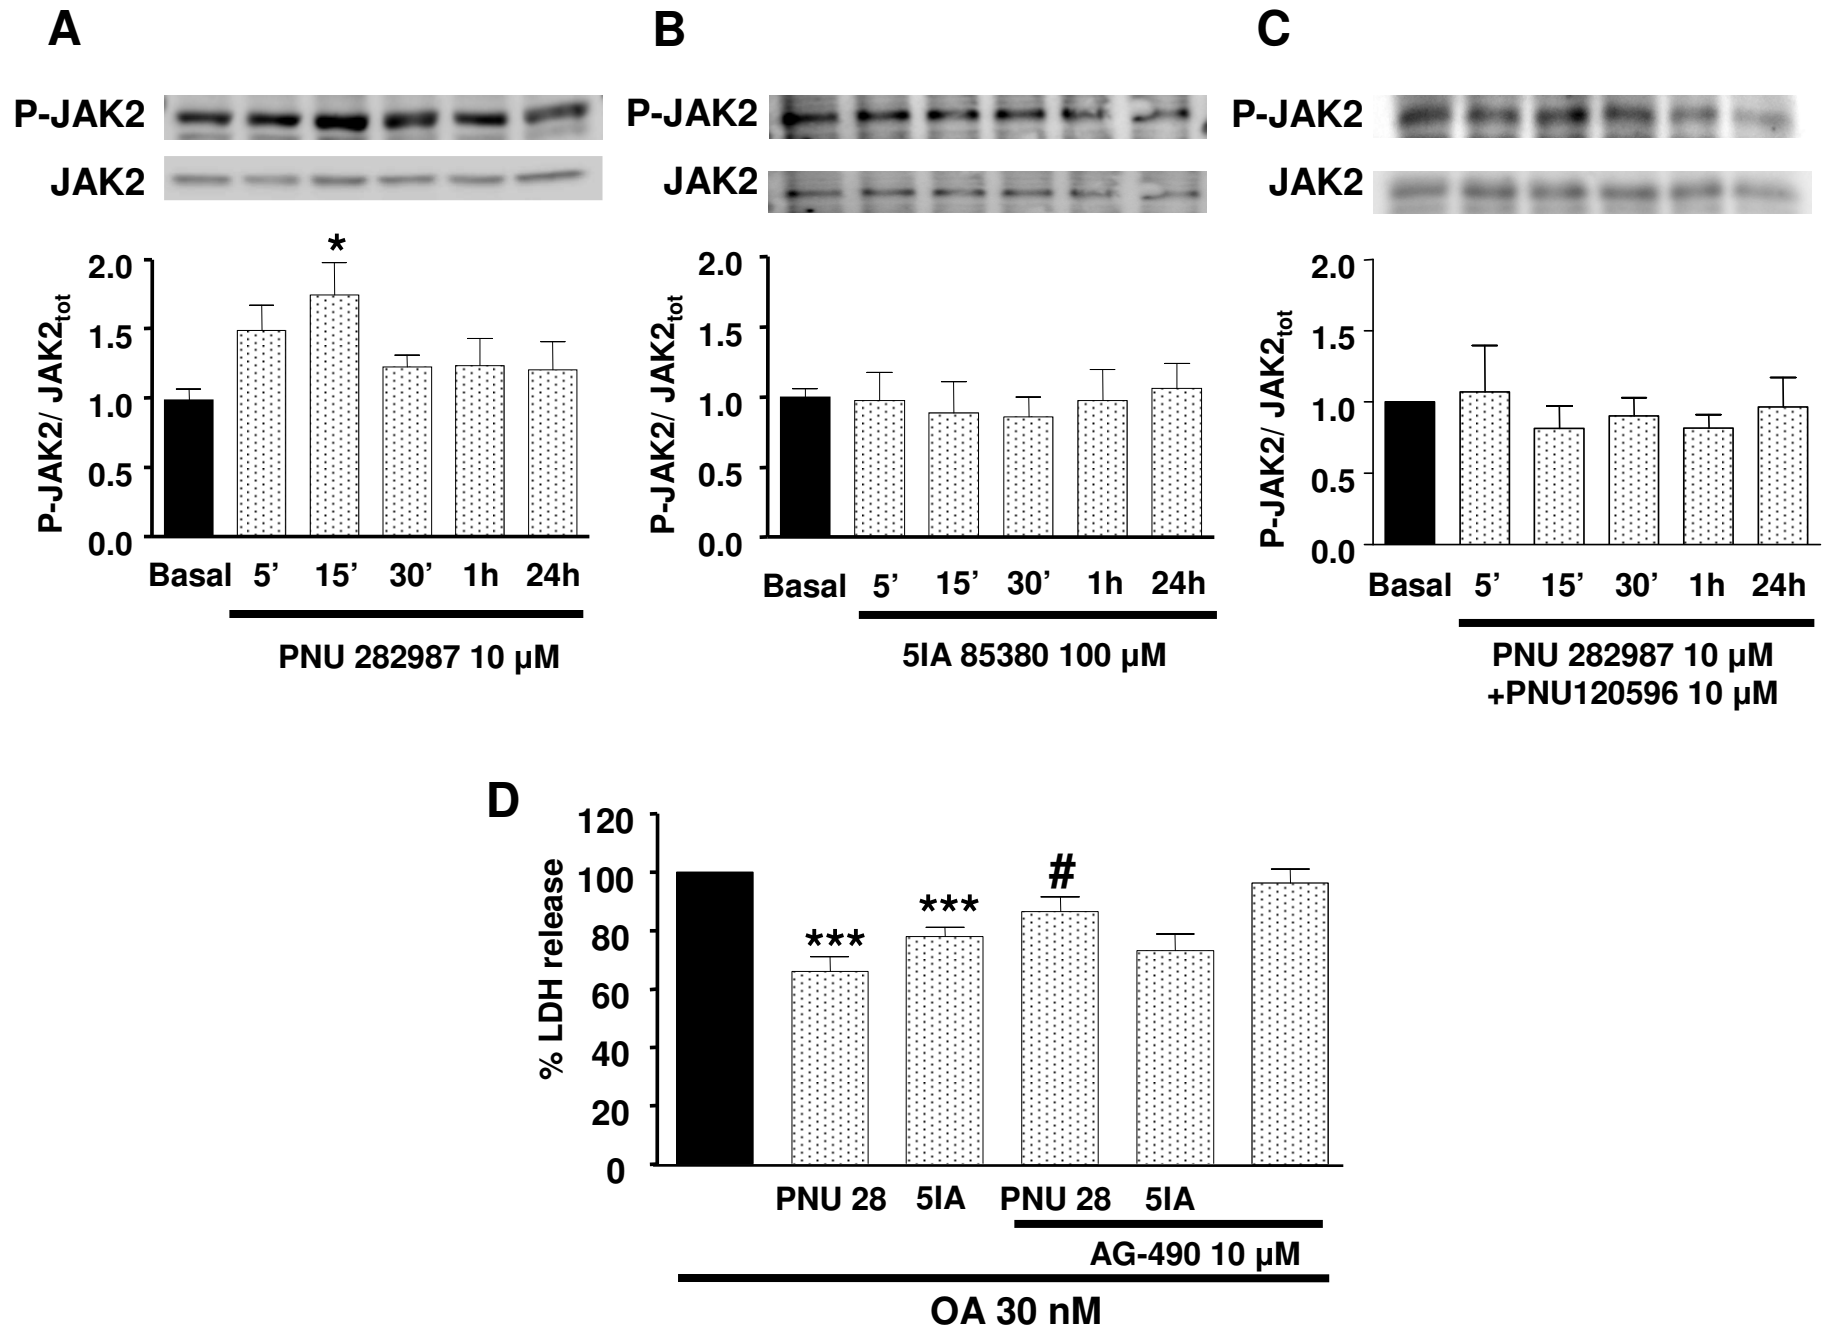 A
P-JAK2
JAK2
*
P-JAK2/ JAK2tot
2.0
1.5
1.0
0.5
0.0
Basal 5’ 15’ 30’ 1h 24h
PNU 282987 10 µM
B
P-JAK2
JAK2
P-JAK2/ JAK2tot
2.0
1.5
1.0
0.5
0.0
Basal 5’ 15’ 30’ 1h 24h
5IA 85380 100 µM
C
P-JAK2
JAK2
P-JAK2/ JAK2tot
2.0
1.5
1.0
0.5
0.0
Basal 5’ 15’ 30’ 1h 24h
PNU 282987 10 µM
+PNU120596 10 µM
D
% LDH release
120
100
80
60
40
20
0
*** *** #
PNU 28 5IA PNU 28 5IA
AG-490 10 µM
OA 30 nM